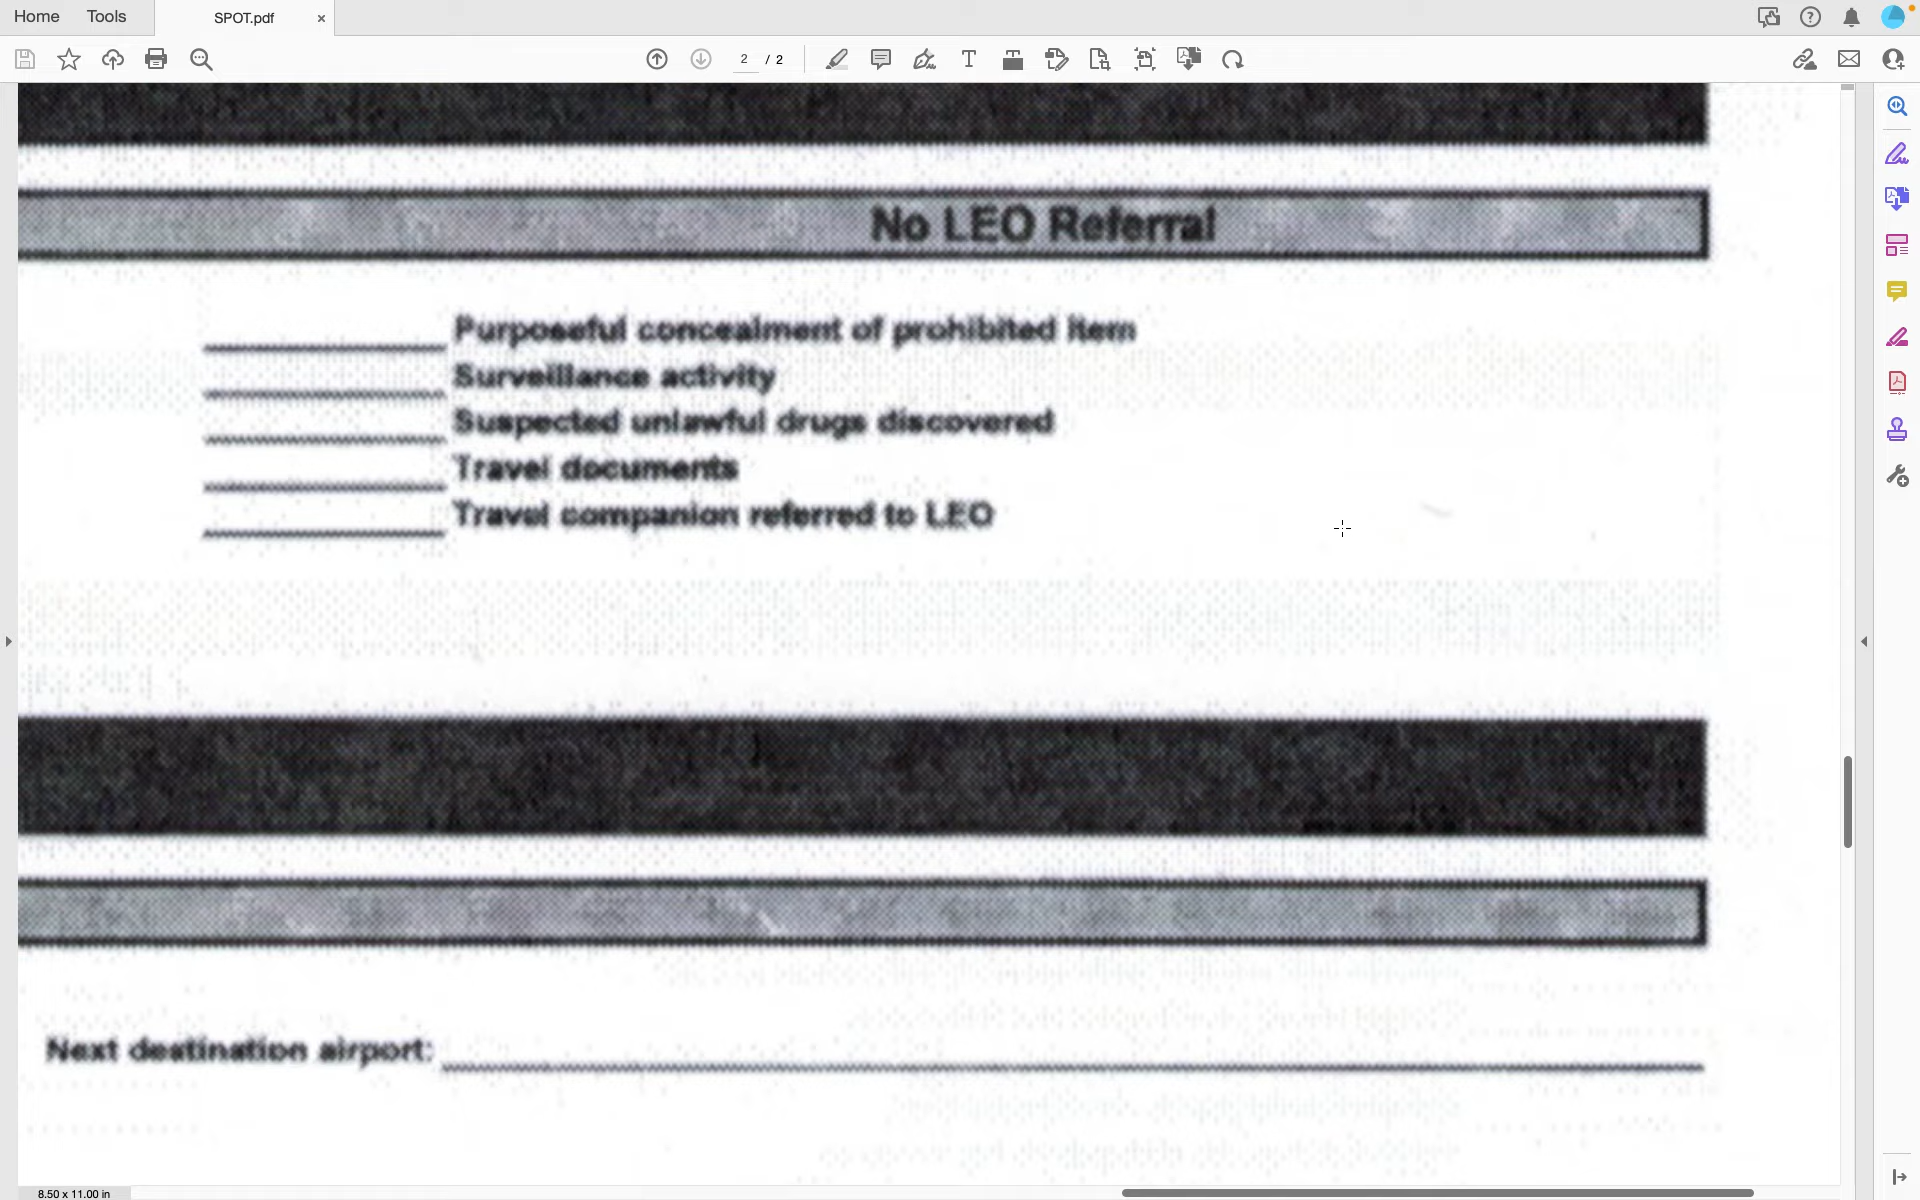 Home Tools SPOT.pdf ×
2 / 2
No LEO Referral
Purposeful concealment of prohibited item
Surveillance activity
Suspected unlawful drugs discovered
Travel documents
Travel companion referred to LEO
Next destination airport:
8.50 x 11.00 in